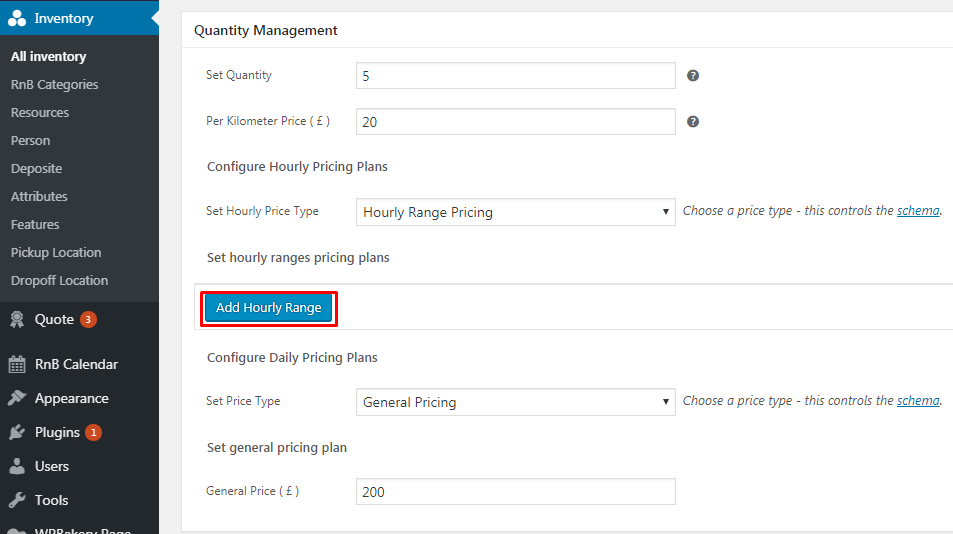 Inventory
All inventory
RnB Categories
Resources
Person
Deposite
Attributes
Features
Pickup Location
Dropoff Location
Quote 3
RnB Calendar
Appearance
Plugins 1
Users
Tools
WPBakery Page
Quantity Management
Set Quantity 5 ?
Per Kilometer Price ( £ ) 20 ?
Configure Hourly Pricing Plans
Set Hourly Price Type Hourly Range Pricing Choose a price type - this controls the schema.
Set hourly ranges pricing plans
Add Hourly Range
Configure Daily Pricing Plans
Set Price Type General Pricing Choose a price type - this controls the schema.
Set general pricing plan
General Price ( £ ) 200